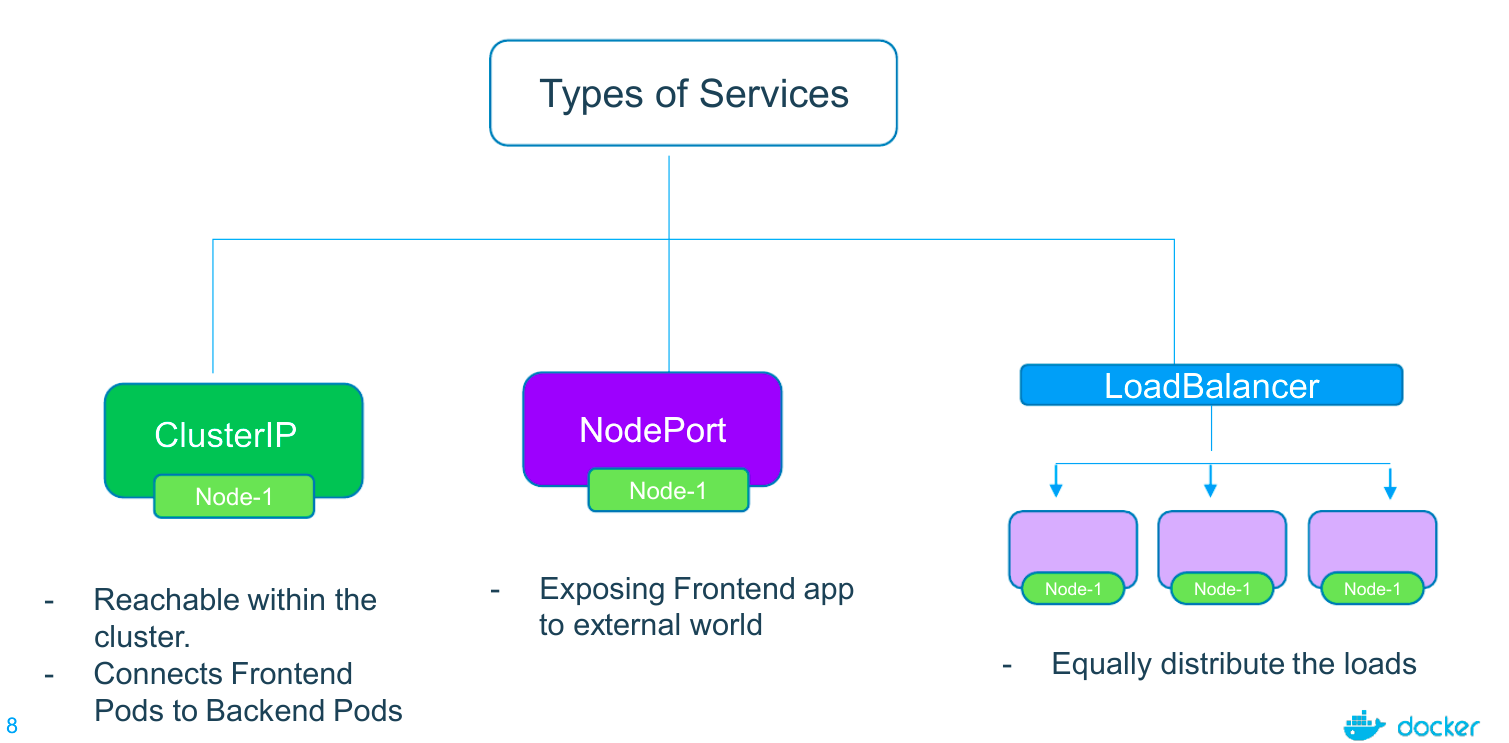 Types of Services
ClusterIP
Node-1
- Reachable within the
cluster.
- Connects Frontend
Pods to Backend Pods
NodePort
Node-1
- Exposing Frontend app
to external world
LoadBalancer
Node-1
Node-1
Node-1
- Equally distribute the loads
8
docker